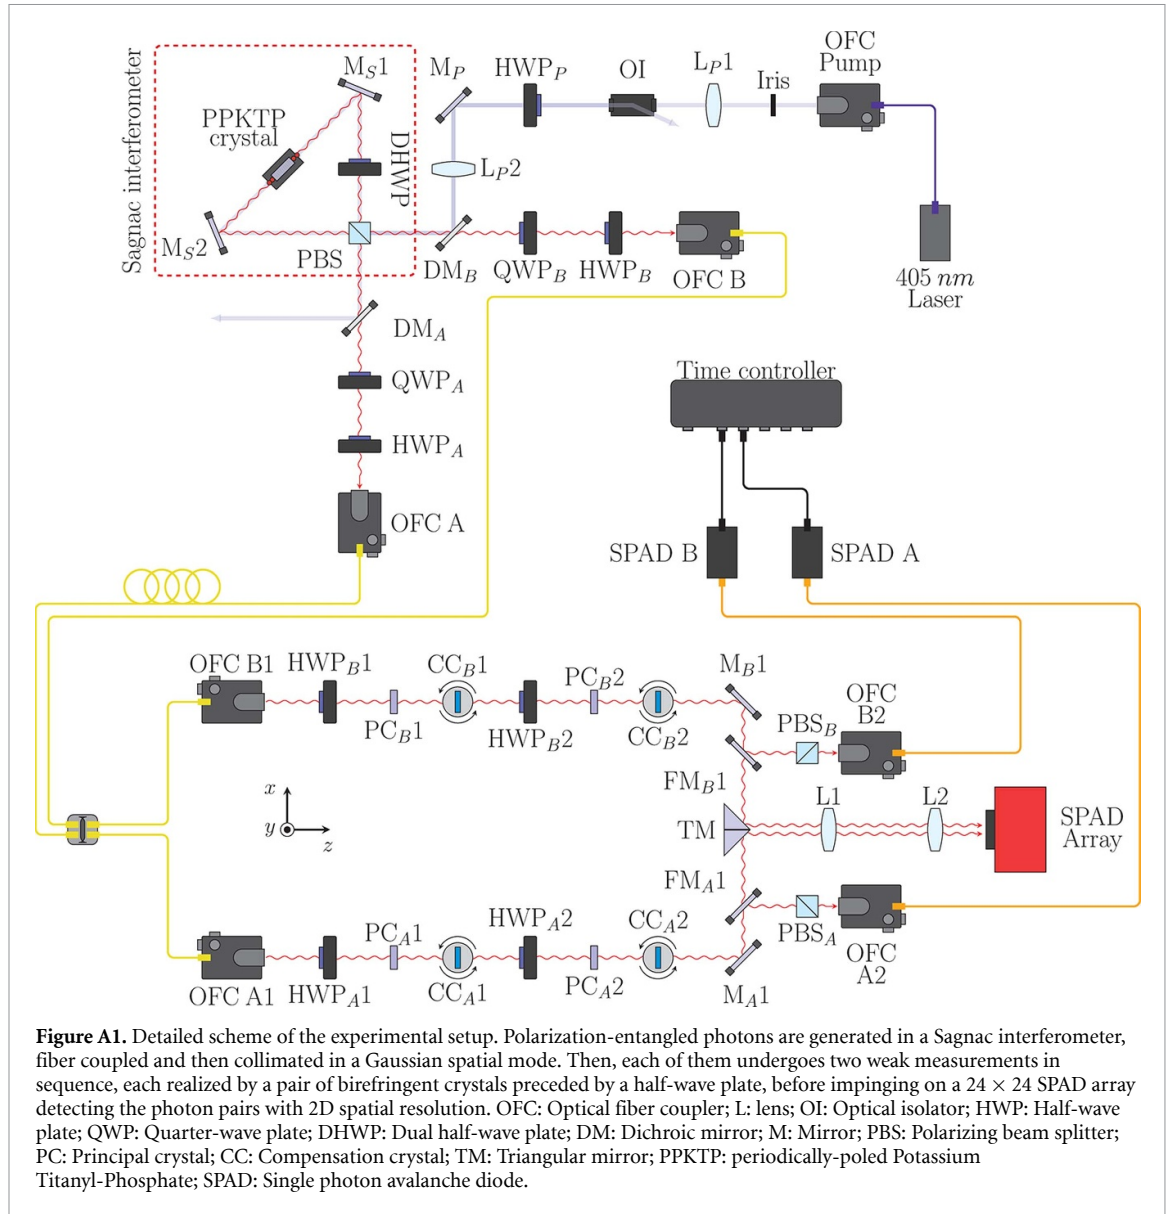 Sagnac interferometer
M_S1
PPKTP
crystal
DHWP
M_S2
PBS
M_P
HWP_P
OI
L_P1
Iris
OFC
Pump
L_P2
DM_B
QWP_B
HWP_B
OFC B
405 nm
Laser
DM_A
QWP_A
HWP_A
OFC A
Time controller
SPAD B
SPAD A
OFC B1
HWP_B1
PC_B1
CC_B1
HWP_B2
PC_B2
CC_B2
M_B1
PBS_B
OFC
B2
FM_B1
TM
L1
L2
SPAD
Array
x
y
z
FM_A1
PBS_A
OFC
A2
M_A1
OFC A1
HWP_A1
PC_A1
CC_A1
HWP_A2
PC_A2
CC_A2
Figure A1. Detailed scheme of the experimental setup. Polarization-entangled photons are generated in a Sagnac interferometer,
fiber coupled and then collimated in a Gaussian spatial mode. Then, each of them undergoes two weak measurements in
sequence, each realized by a pair of birefringent crystals preceded by a half-wave plate, before impinging on a 24 × 24 SPAD array
detecting the photon pairs with 2D spatial resolution. OFC: Optical fiber coupler; L: lens; OI: Optical isolator; HWP: Half-wave
plate; QWP: Quarter-wave plate; DHWP: Dual half-wave plate; DM: Dichroic mirror; M: Mirror; PBS: Polarizing beam splitter;
PC: Principal crystal; CC: Compensation crystal; TM: Triangular mirror; PPKTP: periodically-poled Potassium
Titanyl-Phosphate; SPAD: Single photon avalanche diode.